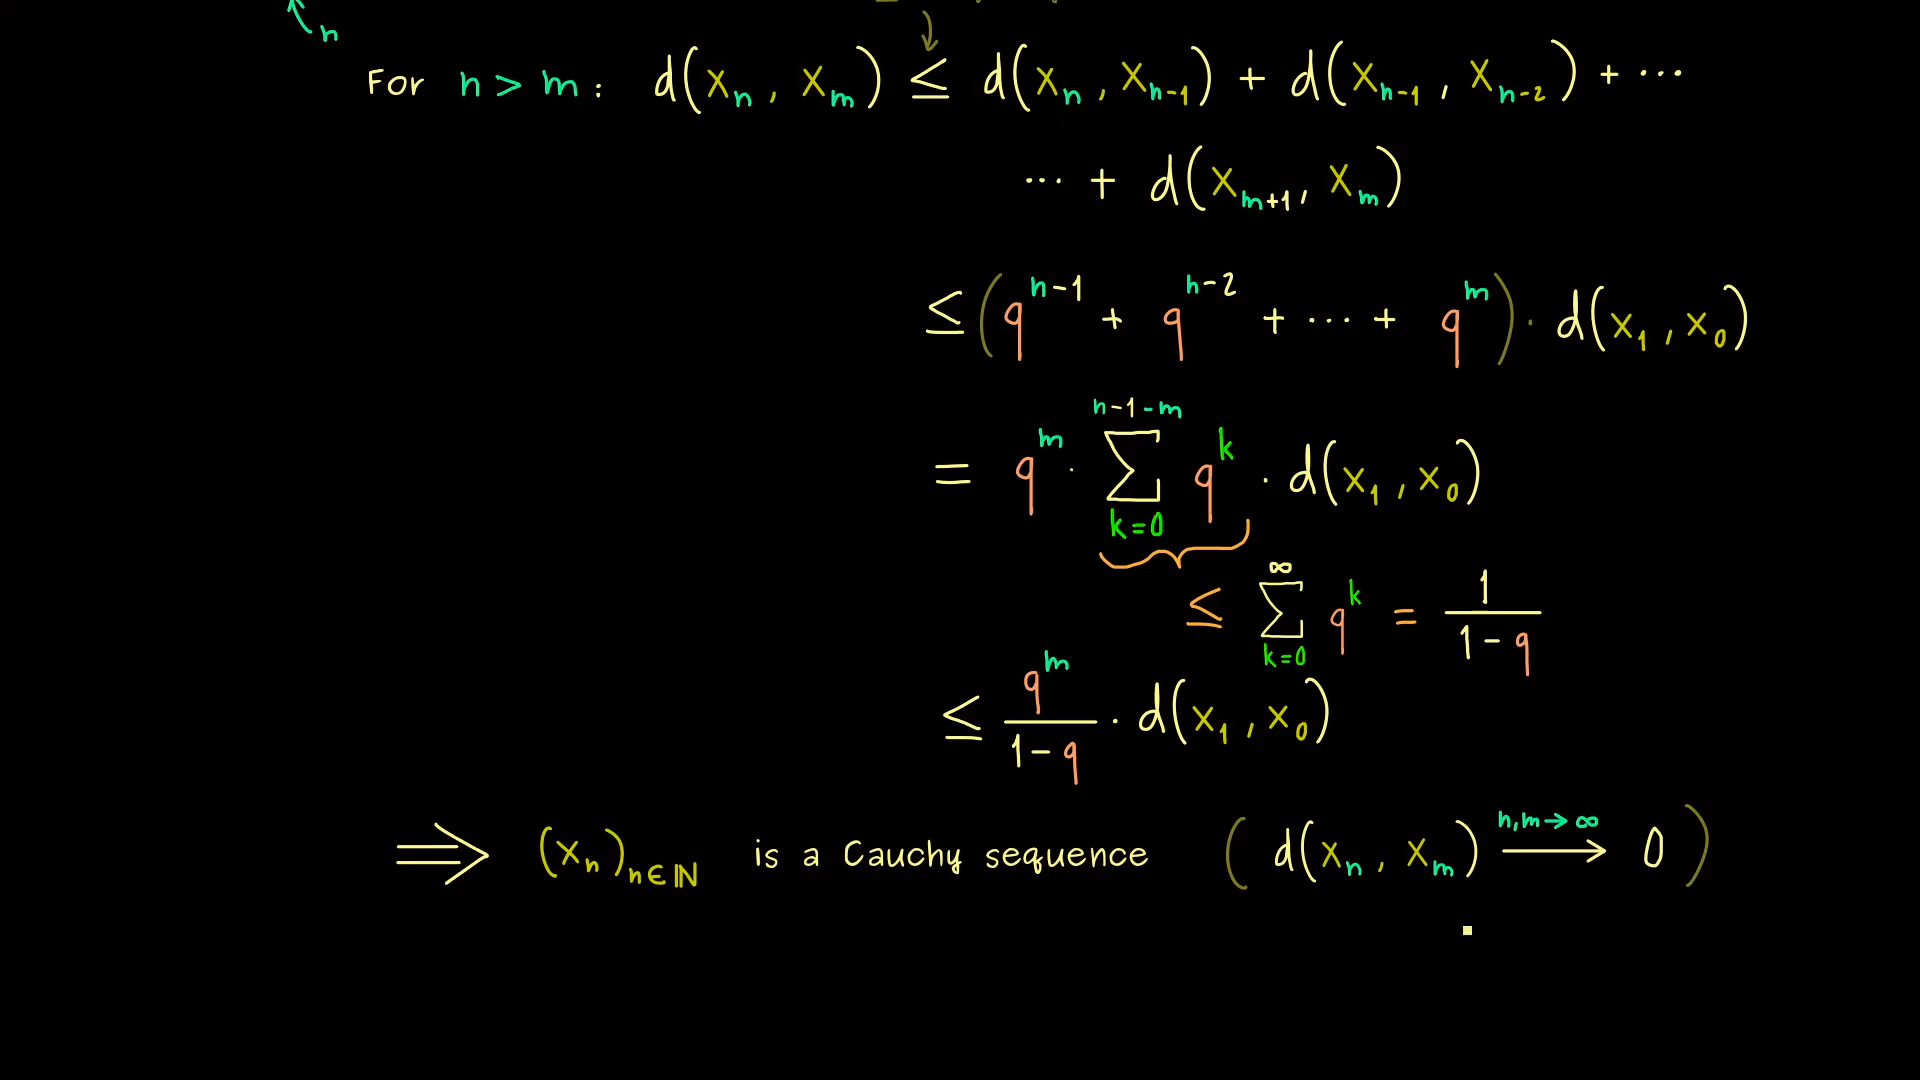 n
For n > m : d(xₙ , xₘ) ≤ d(xₙ , xₙ₋₁) + d(xₙ₋₁ , xₙ₋₂) + ···
··· + d(xₘ₊₁, xₘ)
≤ (qⁿ⁻¹ + qⁿ⁻² + ··· + qᵐ) · d(x₁ , x₀)
= qᵐ · ∑_{k=0}^{n-1-m} qᵏ · d(x₁ , x₀)
≤ ∑_{k=0}^{∞} qᵏ = 1/(1-q)
≤ qᵐ/(1-q) · d(x₁ , x₀)
⟹ (xₙ)_{n∈ℕ} is a Cauchy sequence ( d(xₙ , xₘ) →^{n,m→∞} 0 )